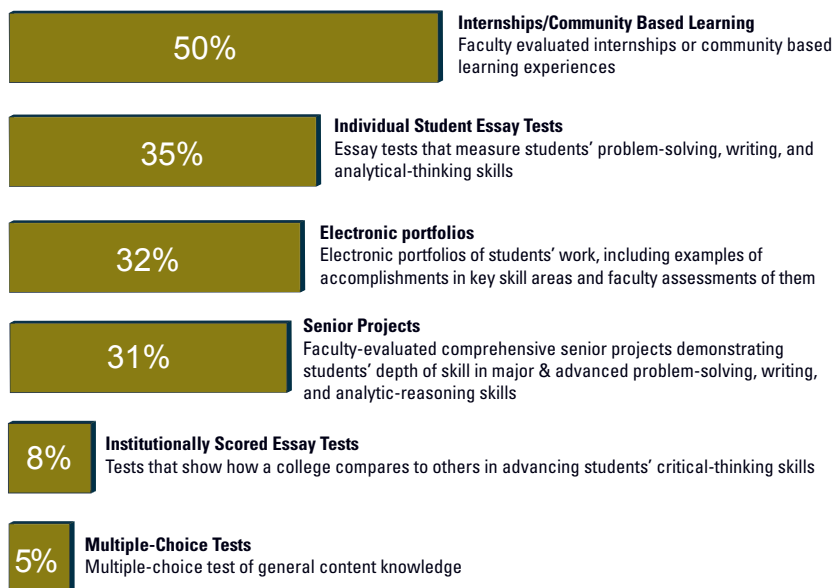 50%
Internships/Community Based Learning
Faculty evaluated internships or community based
learning experiences
35%
Individual Student Essay Tests
Essay tests that measure students’ problem-solving, writing, and
analytical-thinking skills
32%
Electronic portfolios
Electronic portfolios of students’ work, including examples of
accomplishments in key skill areas and faculty assessments of them
31%
Senior Projects
Faculty-evaluated comprehensive senior projects demonstrating
students’ depth of skill in major & advanced problem-solving, writing,
and analytic-reasoning skills
8%
Institutionally Scored Essay Tests
Tests that show how a college compares to others in advancing students’ critical-thinking skills
5%
Multiple-Choice Tests
Multiple-choice test of general content knowledge